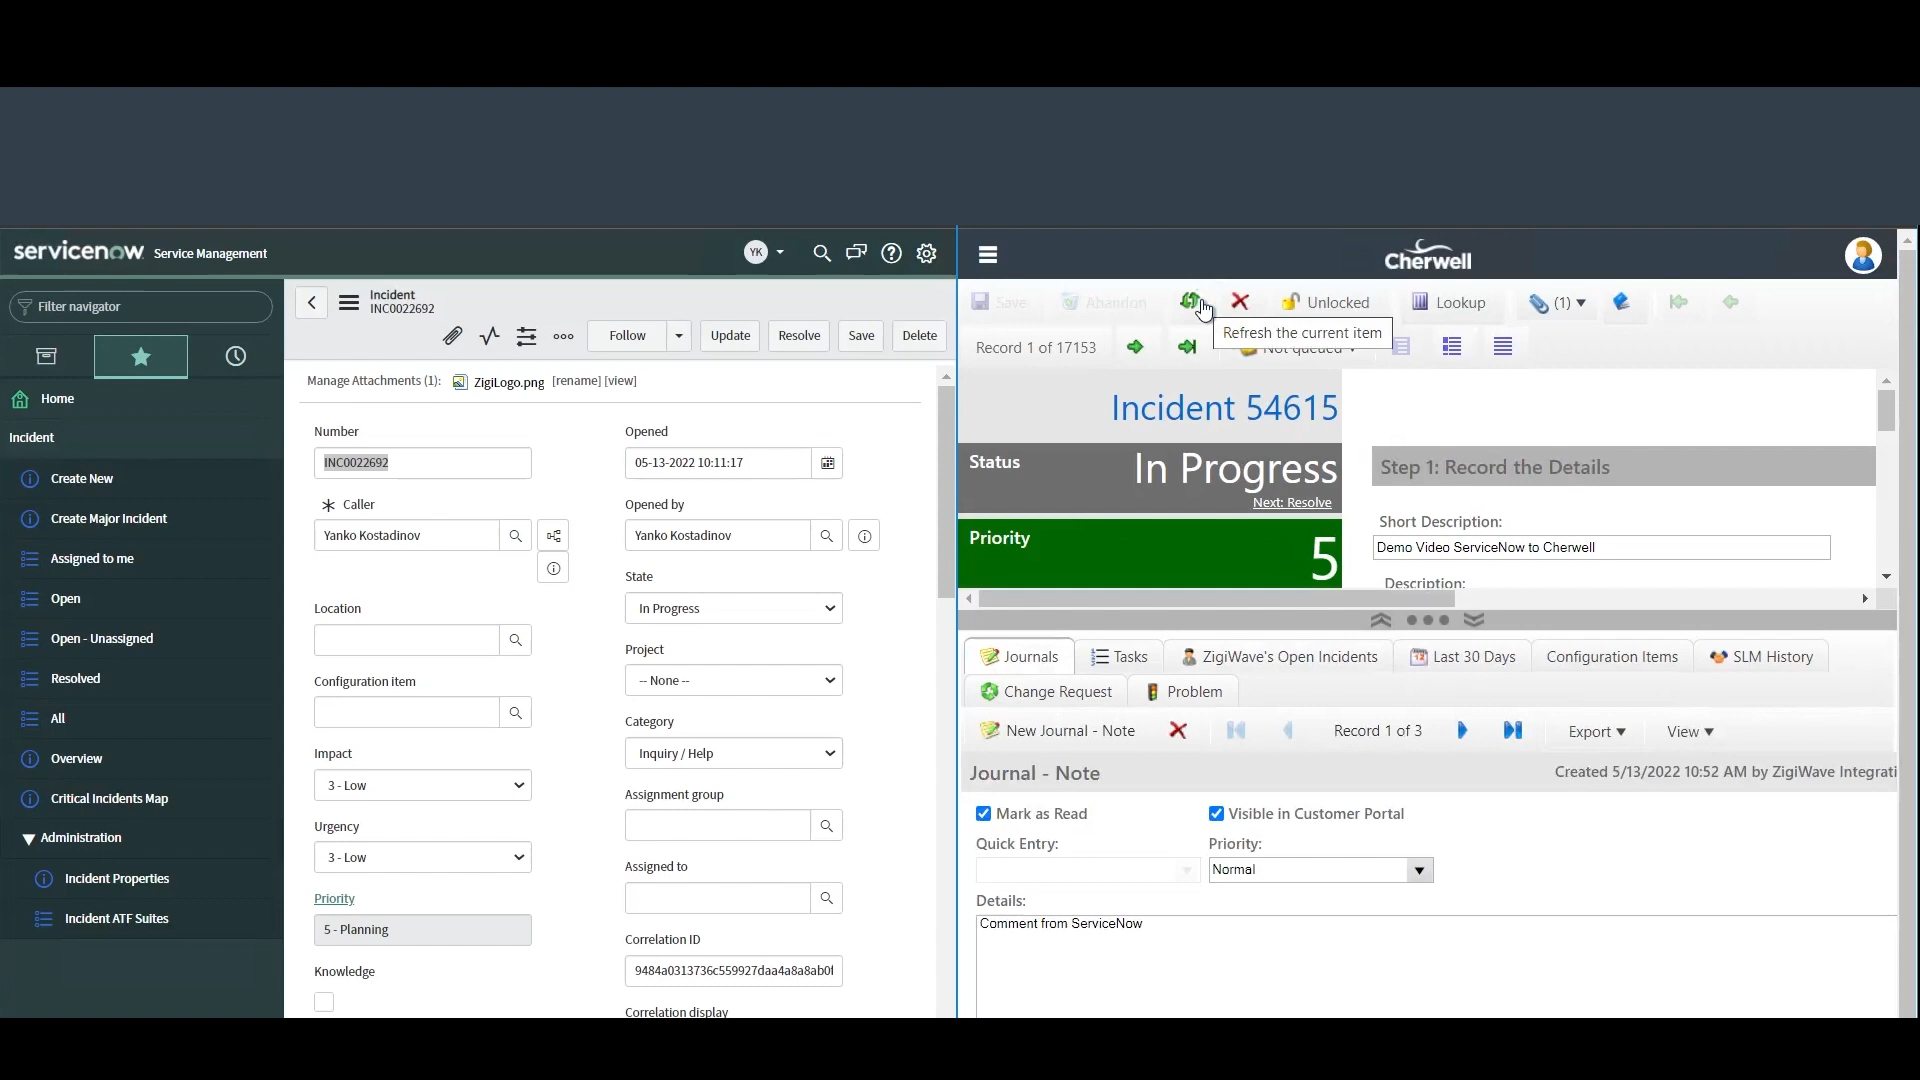 servicenow Service Management
YK
Filter navigator
Home
Incident
Create New
Create Major Incident
Assigned to me
Open
Open - Unassigned
Resolved
All
Overview
Critical Incidents Map
Administration
Incident Properties
Incident ATF Suites
Incident
INC0022692
Follow
Update
Resolve
Save
Delete
Manage Attachments (1): ZigiLogo.png [rename] [view]
Number
INC0022692
Caller
Yanko Kostadinov
Location
Configuration item
Impact
3 - Low
Urgency
3 - Low
Priority
5 - Planning
Knowledge
Opened
05-13-2022 10:11:17
Opened by
Yanko Kostadinov
State
In Progress
Project
-- None --
Category
Inquiry / Help
Assignment group
Assigned to
Correlation ID
9484a0313736c559927daa4a8a8ab0f
Correlation display
Cherwell
Save
Abandon
Unlocked
Lookup
(1)
Refresh the current item
Record 1 of 17153
Not queued
Incident 54615
Status
In Progress
Next: Resolve
Priority
5
Step 1: Record the Details
Short Description:
Demo Video ServiceNow to Cherwell
Description:
Journals
Tasks
ZigiWave's Open Incidents
Last 30 Days
Configuration Items
SLM History
Change Request
Problem
New Journal - Note
Record 1 of 3
Export
View
Journal - Note
Created 5/13/2022 10:52 AM by ZigiWave Integrati
Mark as Read
Visible in Customer Portal
Quick Entry:
Priority:
Normal
Details:
Comment from ServiceNow